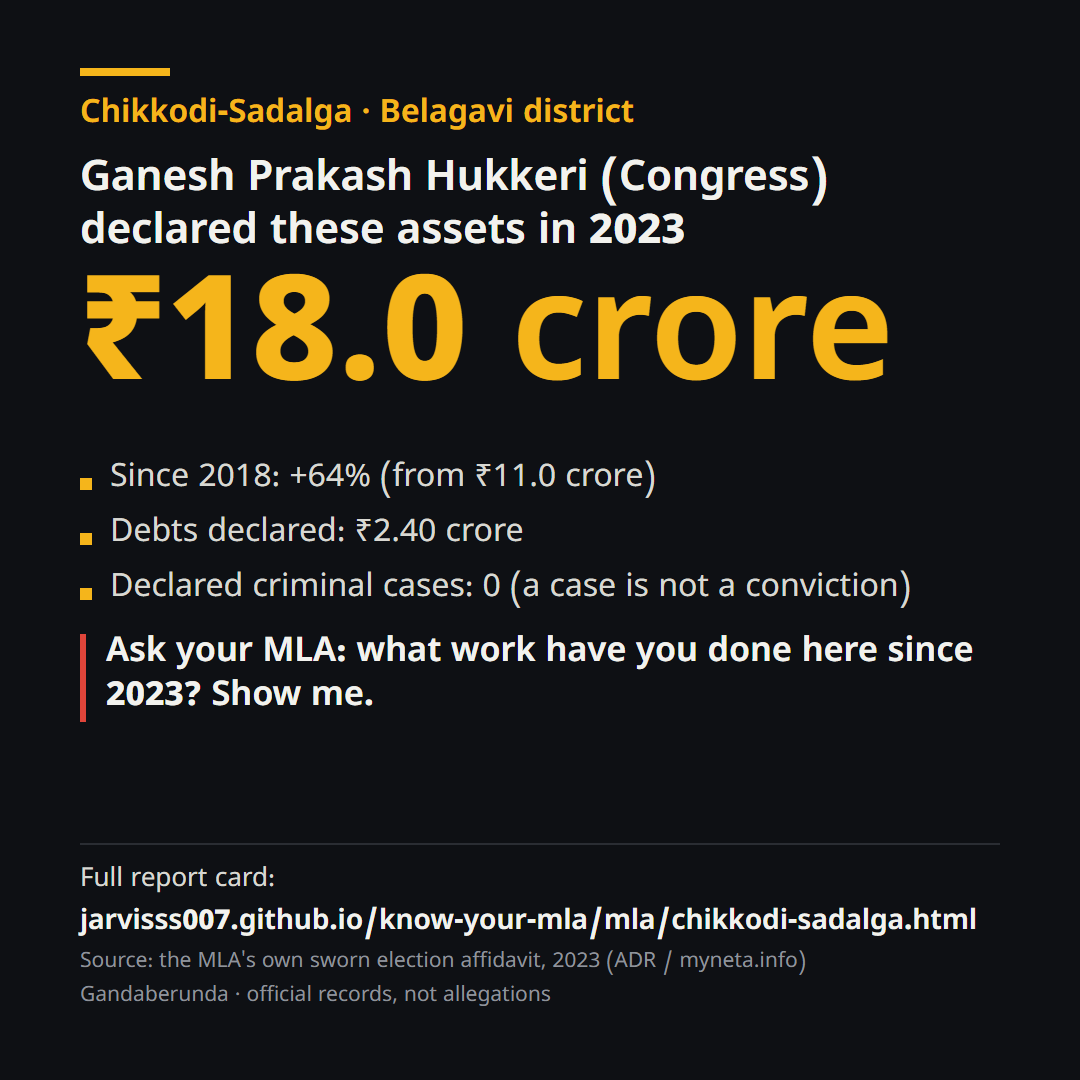 Chikkodi-Sadalga · Belagavi district
Ganesh Prakash Hukkeri (Congress)
declared these assets in 2023
₹18.0 crore
Since 2018: +64% (from ₹11.0 crore)
Debts declared: ₹2.40 crore
Declared criminal cases: 0 (a case is not a conviction)
Ask your MLA: what work have you done here since
2023? Show me.
Full report card:
jarvisss007.github.io/know-your-mla/mla/chikkodi-sadalga.html
Source: the MLA's own sworn election affidavit, 2023 (ADR / myneta.info)
Gandaberunda · official records, not allegations